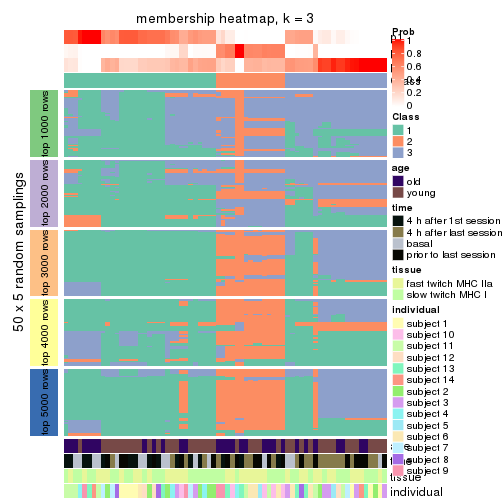 membership heatmap, k = 3
50 x 5 random samplings
top 1000 rows
top 2000 rows
top 3000 rows
top 4000 rows
top 5000 rows
Prob
1
0.8
0.6
0.4
0.2
0
Class
1
2
3
age
old
young
time
4 h after 1st session
4 h after last session
basal
prior to last session
tissue
fast twitch MHC IIa
slow twitch MHC I
individual
subject 1
subject 10
subject 11
subject 12
subject 13
subject 14
subject 2
subject 3
subject 4
subject 5
subject 6
subject 7
subject 8
subject 9
tissue
individual